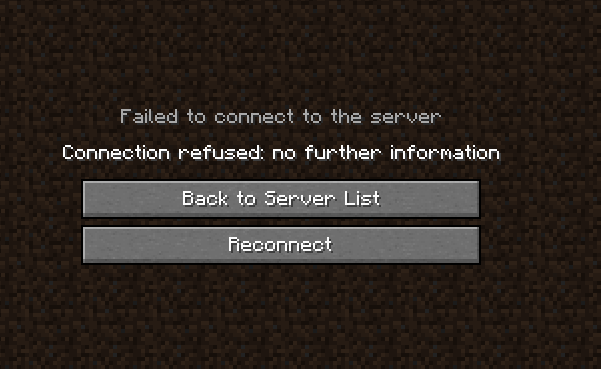 Failed to connect to the server
Connection refused: no further information
Back to Server List
Reconnect